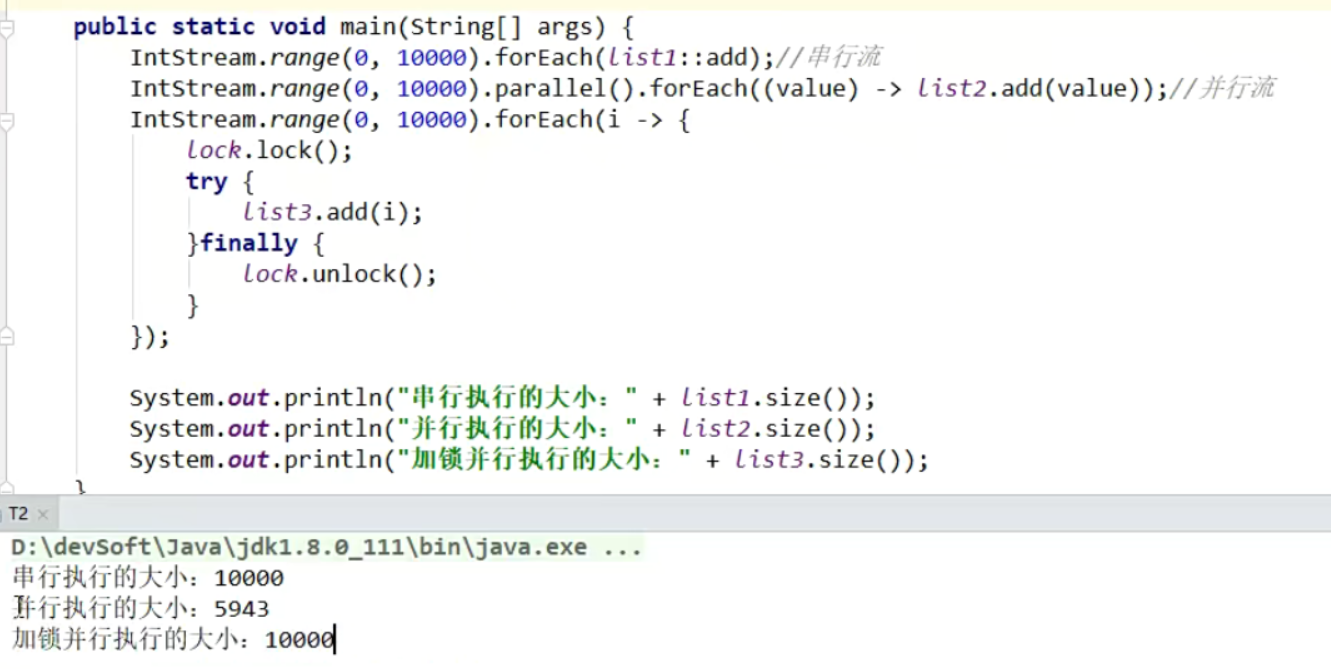 public static void main(String[] args) {
IntStream.range(0, 10000).forEach(list1::add);//串行流
IntStream.range(0, 10000).parallel().forEach((value) -> list2.add(value));//并行流
IntStream.range(0, 10000).forEach(i -> {
lock.lock();
try {
list3.add(i);
}finally {
lock.unlock();
}
});
System.out.println("串行执行的大小：" + list1.size());
System.out.println("并行执行的大小：" + list2.size());
System.out.println("加锁并行执行的大小：" + list3.size());
}
T2 ×
D:\devSoft\Java\jdk1.8.0_111\bin\java.exe ...
串行执行的大小：10000
并行执行的大小：5943
加锁并行执行的大小：10000